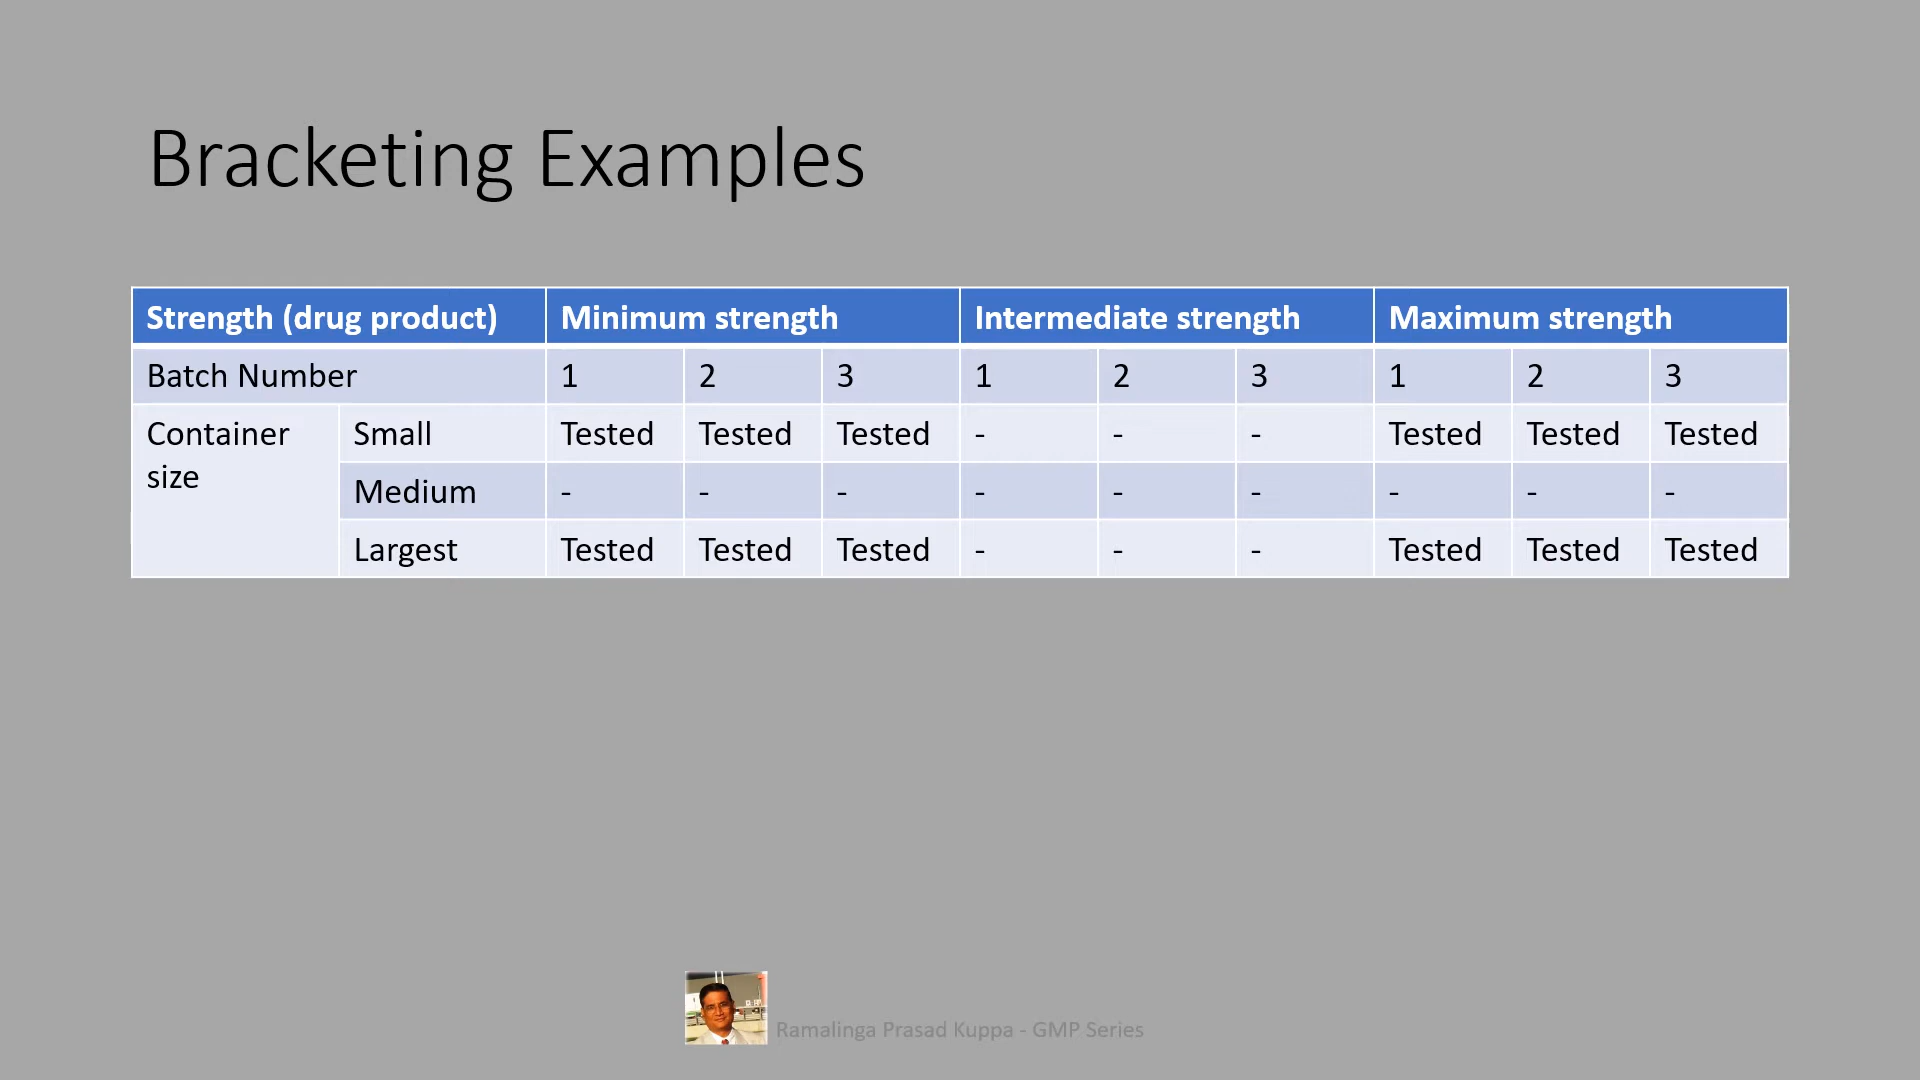 Bracketing Examples
Strength (drug product) Minimum strength Intermediate strength Maximum strength
Batch Number 1 2 3 1 2 3 1 2 3
Container size Small Tested Tested Tested - - - Tested Tested Tested
Medium - - - - - - - - -
Largest Tested Tested Tested - - - Tested Tested Tested
Ramalinga Prasad Kuppa - GMP Series